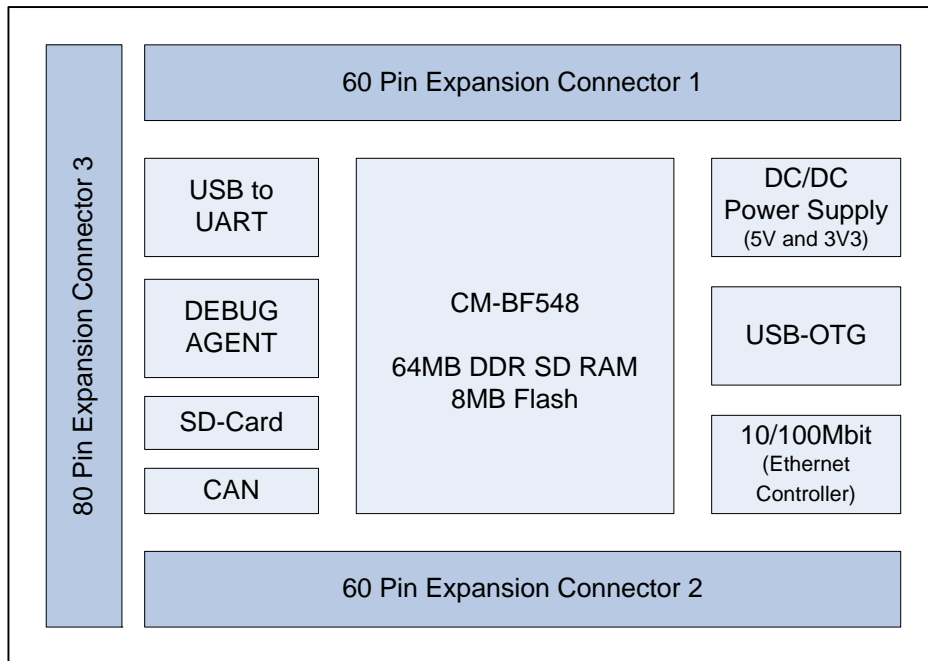 60 Pin Expansion Connector 1
80 Pin Expansion Connector 3
USB to
UART
DEBUG
AGENT
SD-Card
CAN
CM-BF548
64MB DDR SD RAM
8MB Flash
DC/DC
Power Supply
(5V and 3V3)
USB-OTG
10/100Mbit
(Ethernet
Controller)
60 Pin Expansion Connector 2